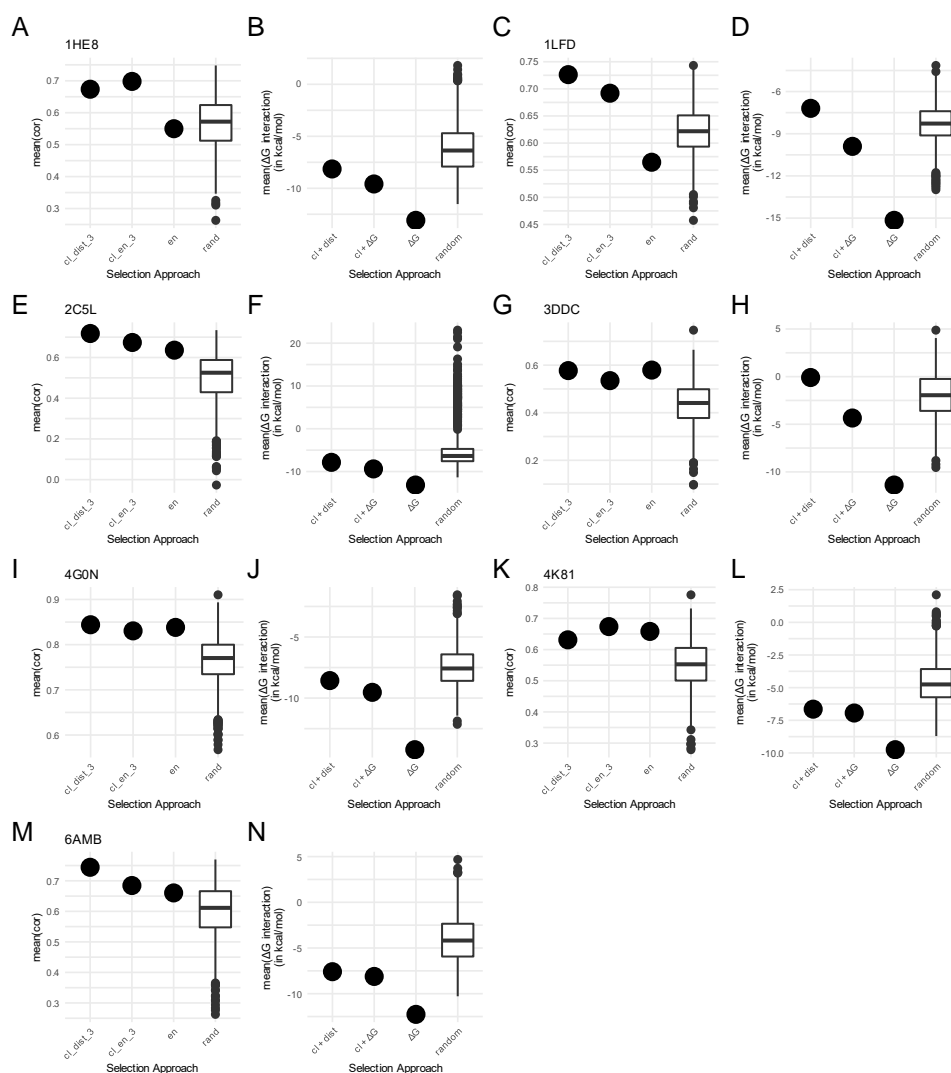 A
1HE8
mean(cor)
0.7
0.6
0.5
0.4
0.3
cl_dist_3
cl_en_3
en
rand
Selection Approach
B
mean(ΔG interaction)
(in kcal/mol)
0
-5
-10
cl + dist
cl + ΔG
ΔG
random
Selection Approach
C
1LFD
mean(cor)
0.75
0.70
0.65
0.60
0.55
0.50
0.45
cl_dist_3
cl_en_3
en
rand
Selection Approach
D
mean(ΔG interaction)
(in kcal/mol)
-6
-9
-12
-15
cl + dist
cl + ΔG
ΔG
random
Selection Approach
E
2C5L
mean(cor)
0.6
0.4
0.2
0.0
cl_dist_3
cl_en_3
en
rand
Selection Approach
F
mean(ΔG interaction)
(in kcal/mol)
20
10
0
-10
cl + dist
cl + ΔG
ΔG
random
Selection Approach
G
3DDC
mean(cor)
0.6
0.4
0.2
cl_dist_3
cl_en_3
en
rand
Selection Approach
H
mean(ΔG interaction)
(in kcal/mol)
5
0
-5
-10
cl + dist
cl + ΔG
ΔG
random
Selection Approach
I
4G0N
mean(cor)
0.9
0.8
0.7
0.6
cl_dist_3
cl_en_3
en
rand
Selection Approach
J
mean(ΔG interaction)
(in kcal/mol)
-5
-10
cl + dist
cl + ΔG
ΔG
random
Selection Approach
K
4K81
mean(cor)
0.8
0.7
0.6
0.5
0.4
0.3
cl_dist_3
cl_en_3
en
rand
Selection Approach
L
mean(ΔG interaction)
(in kcal/mol)
2.5
0.0
-2.5
-5.0
-7.5
-10.0
cl + dist
cl + ΔG
ΔG
random
Selection Approach
M
6AMB
mean(cor)
0.7
0.6
0.5
0.4
0.3
cl_dist_3
cl_en_3
en
rand
Selection Approach
N
mean(ΔG interaction)
(in kcal/mol)
5
0
-5
-10
cl + dist
cl + ΔG
ΔG
random
Selection Approach